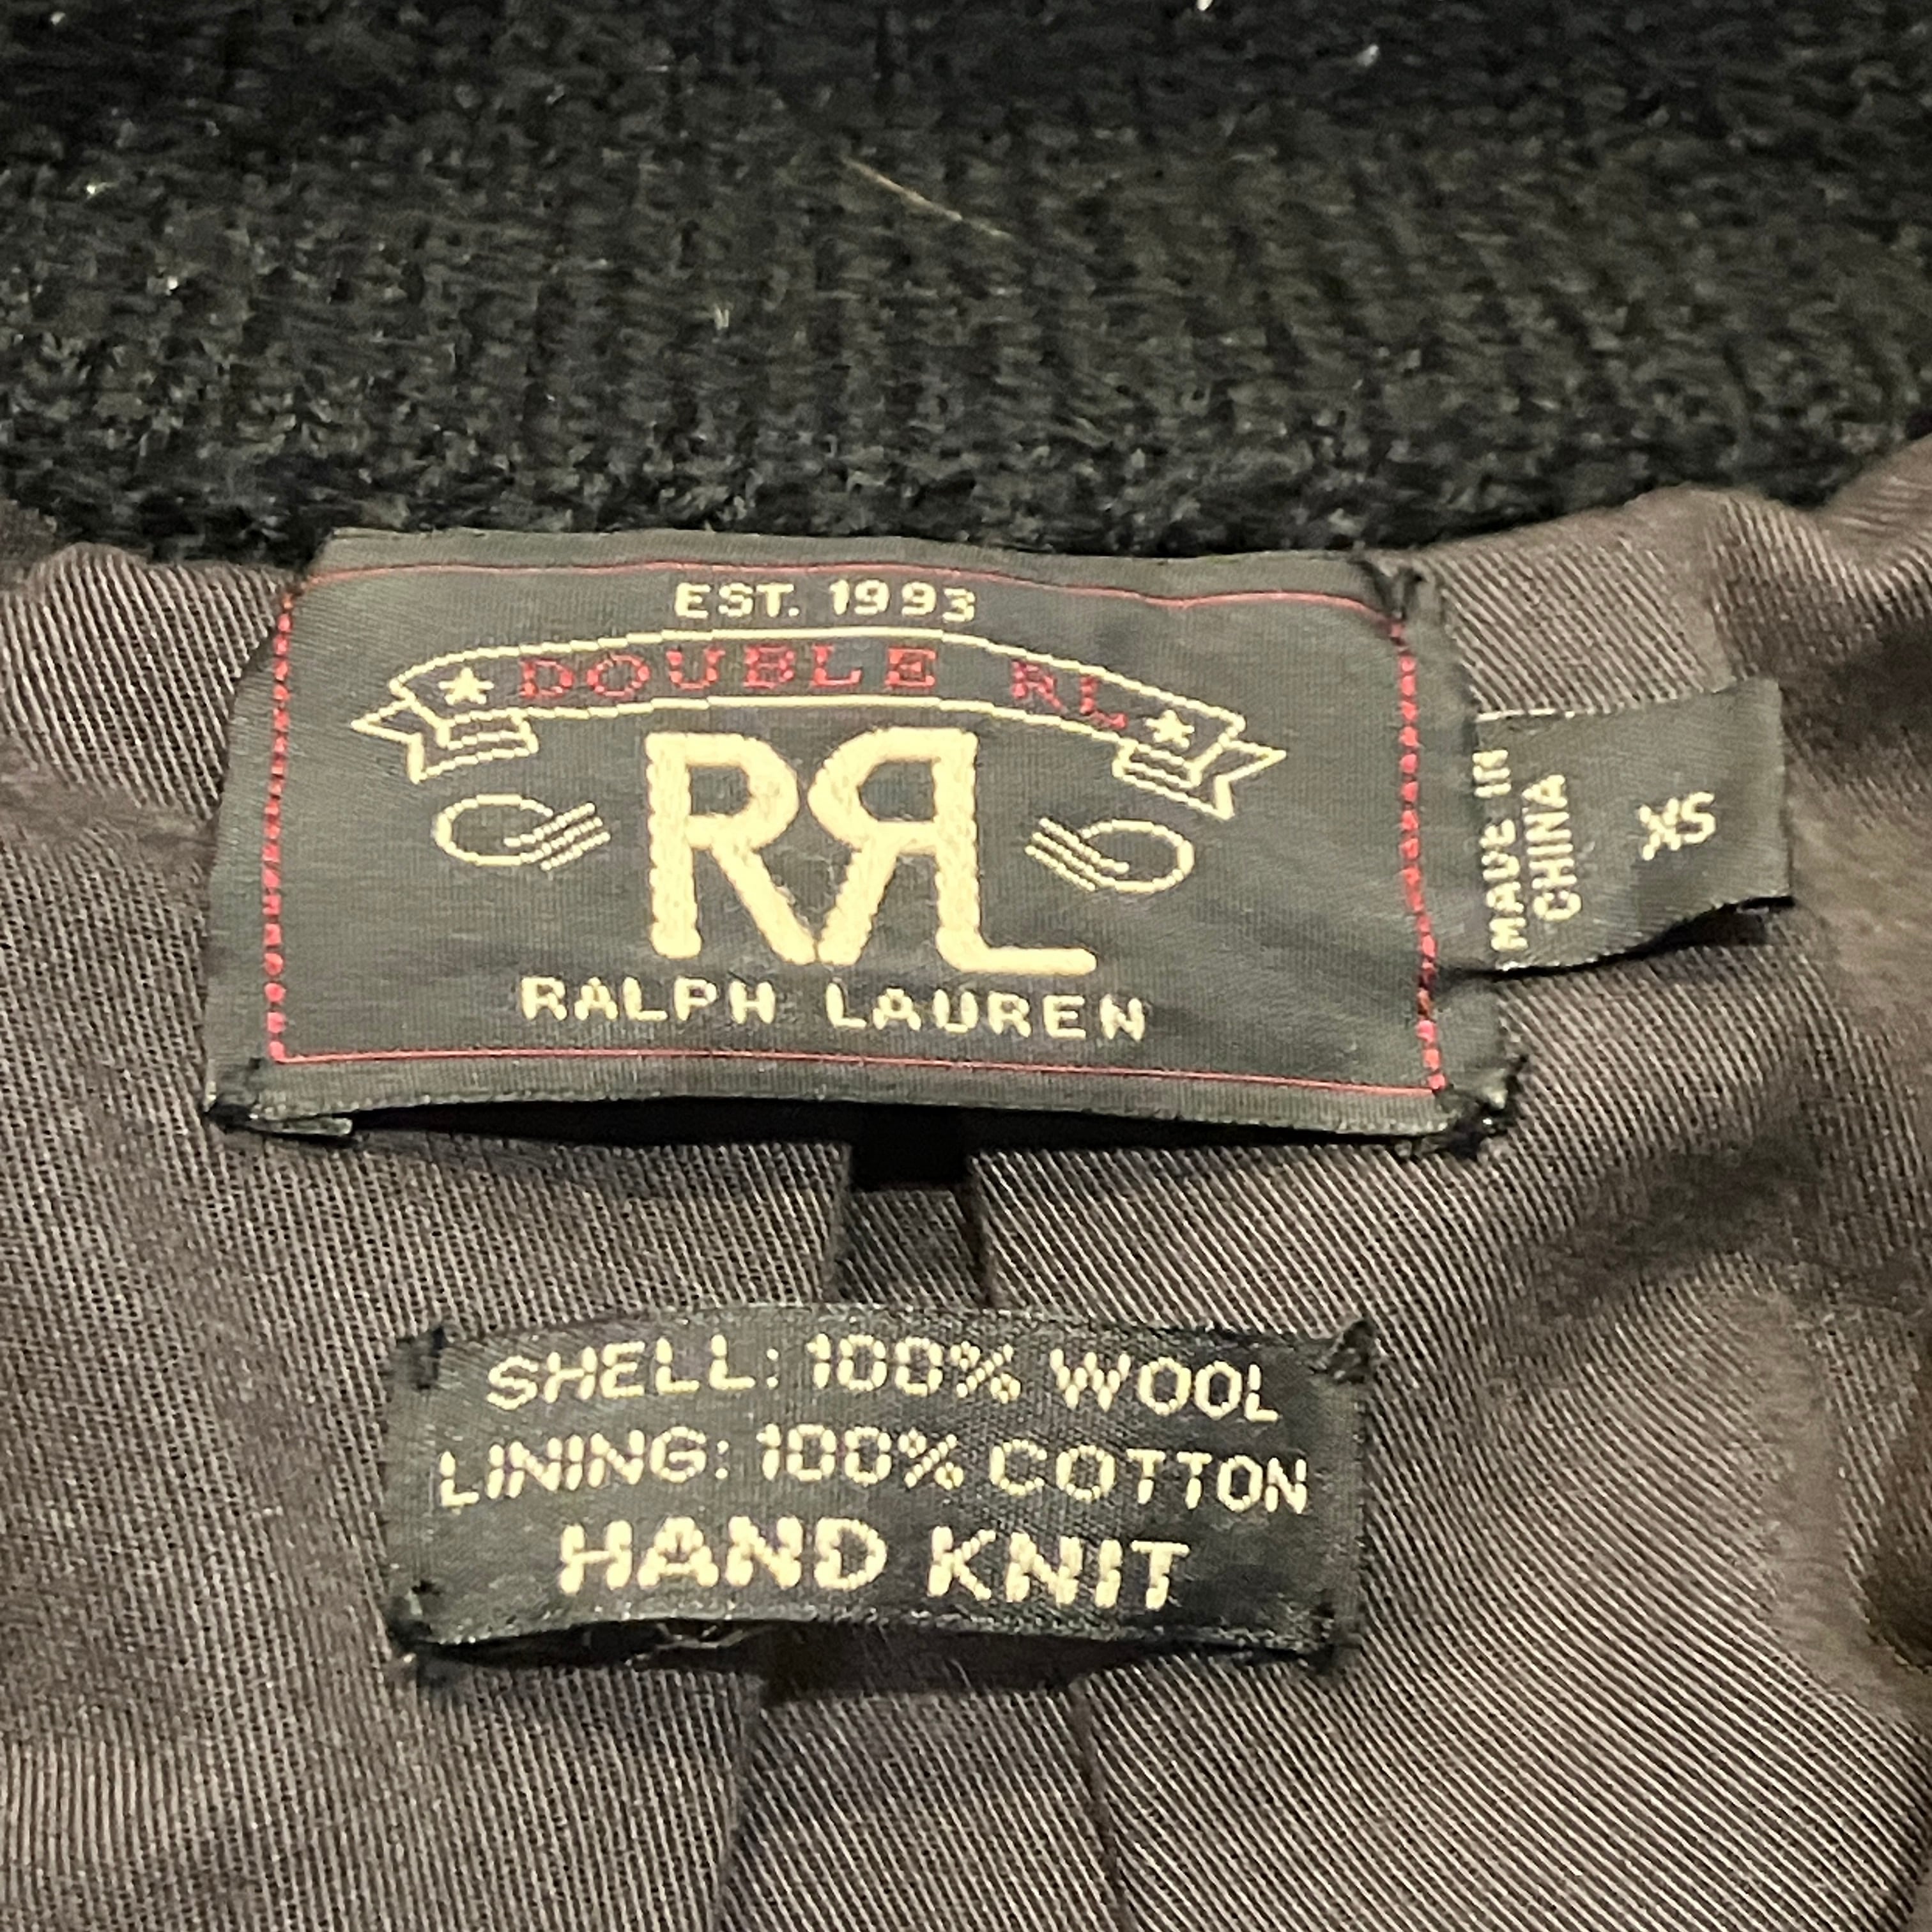 EST. 1993
DOUBLE RL
RRL
RALPH LAUREN
MADE IN
CHINA
XS
SHELL: 100% WOOL
LINING: 100% COTTON
HAND KNIT